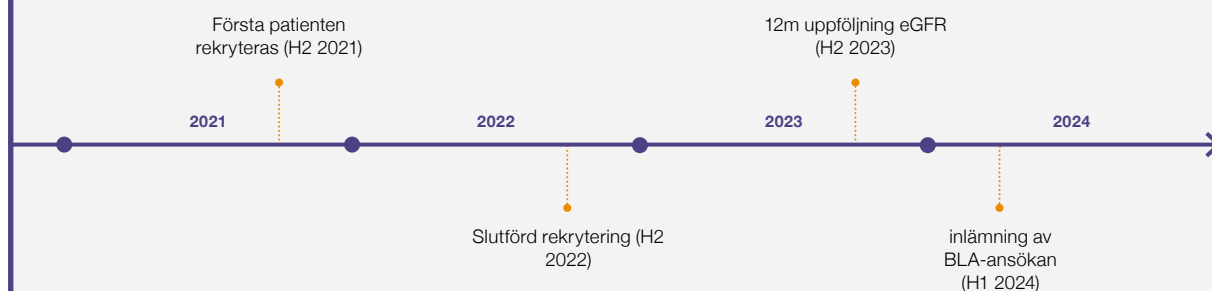 Första patienten
rekryteras (H2 2021)
12m uppföljning eGFR
(H2 2023)
2021
2022
2023
2024
Slutförd rekrytering (H2
2022)
inlämning av
BLA-ansökan
(H1 2024)